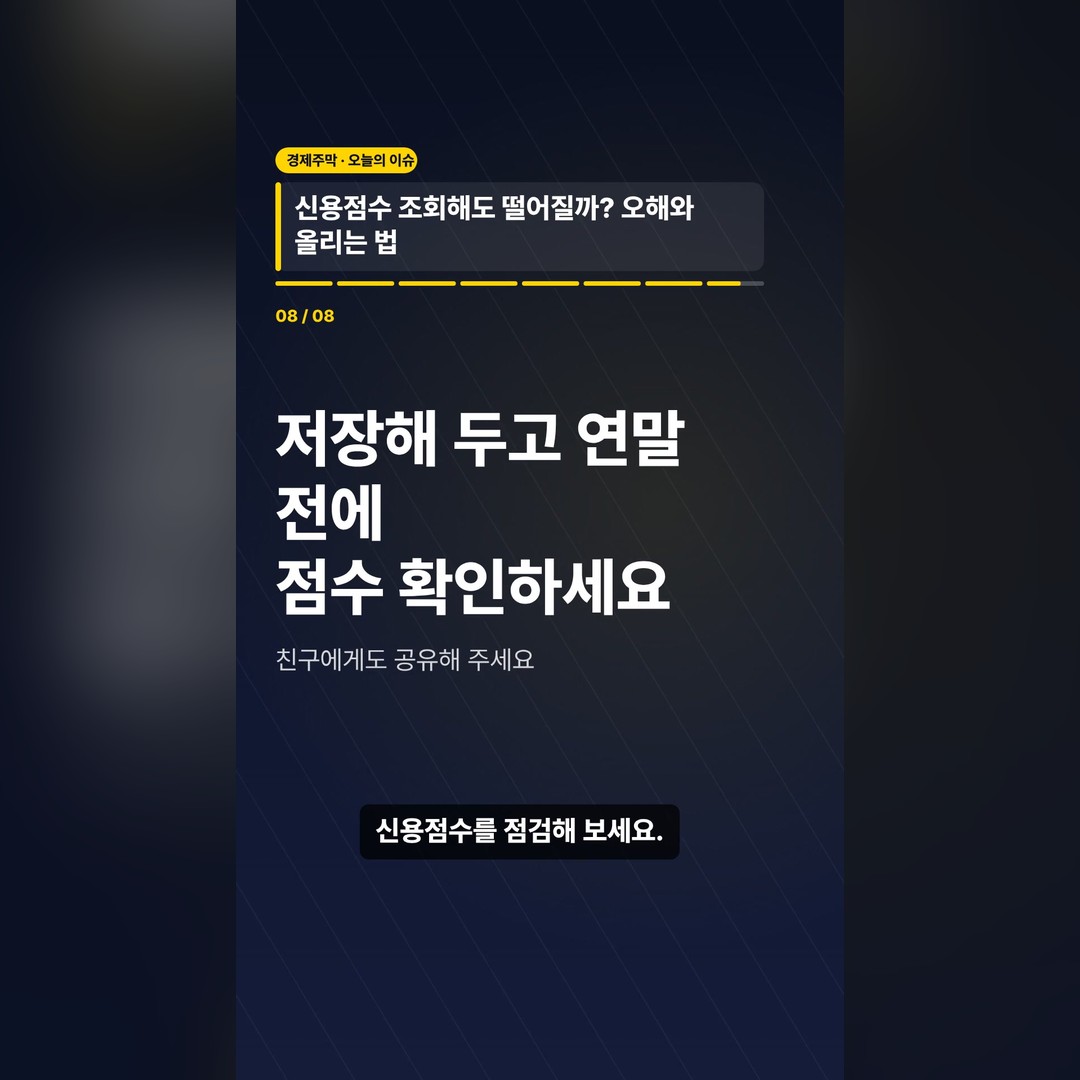 경제주막 · 오늘의 이슈
신용점수 조회해도 떨어질까? 오해와
올리는 법
08 / 08
저장해 두고 연말
전에
점수 확인하세요
친구에게도 공유해 주세요
신용점수를 점검해 보세요.